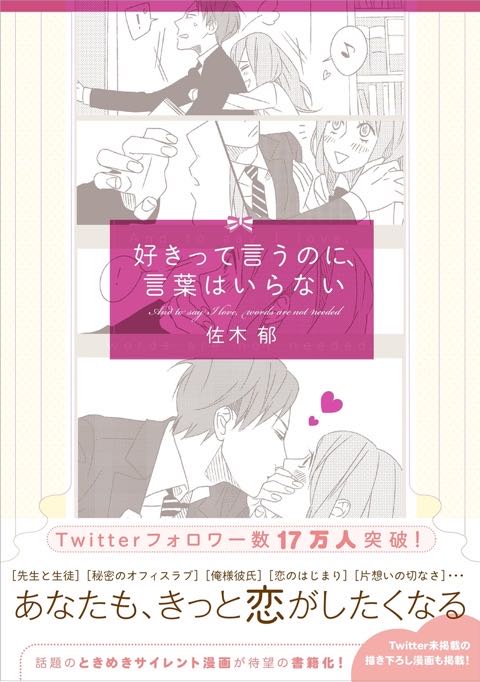 好きって言うのに、
言葉はいらない
And to say I love, words are not needed
佐木 郁
Twitterフォロワー数17万人突破！
[先生と生徒] [秘密のオフィスラブ] [俺様彼氏] [恋のはじまり] [片想いの切なさ]・・・
あなたも、きっと恋がしたくなる
話題のときめきサイレント漫画が待望の書籍化！
Twitter未掲載の
描き下ろし漫画も掲載！